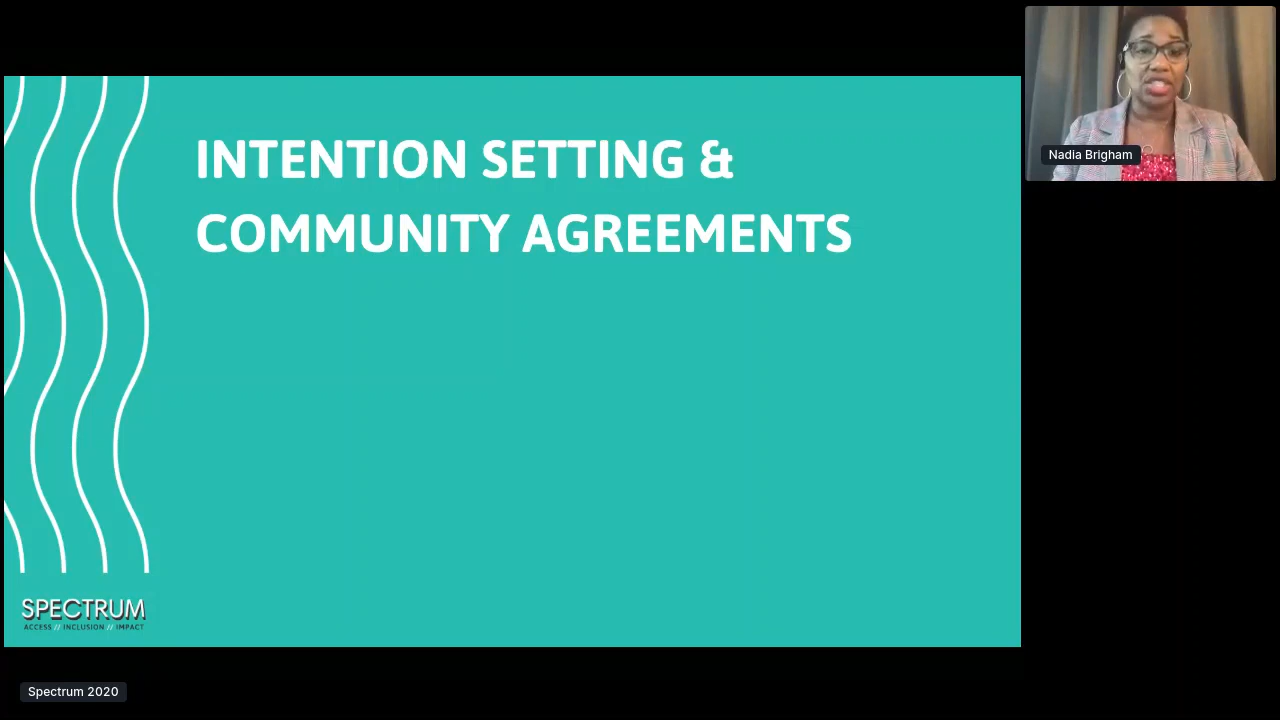 INTENTION SETTING &
COMMUNITY AGREEMENTS
Nadia Brigham
SPECTRUM
ACCESS // INCLUSION // IMPACT
Spectrum 2020